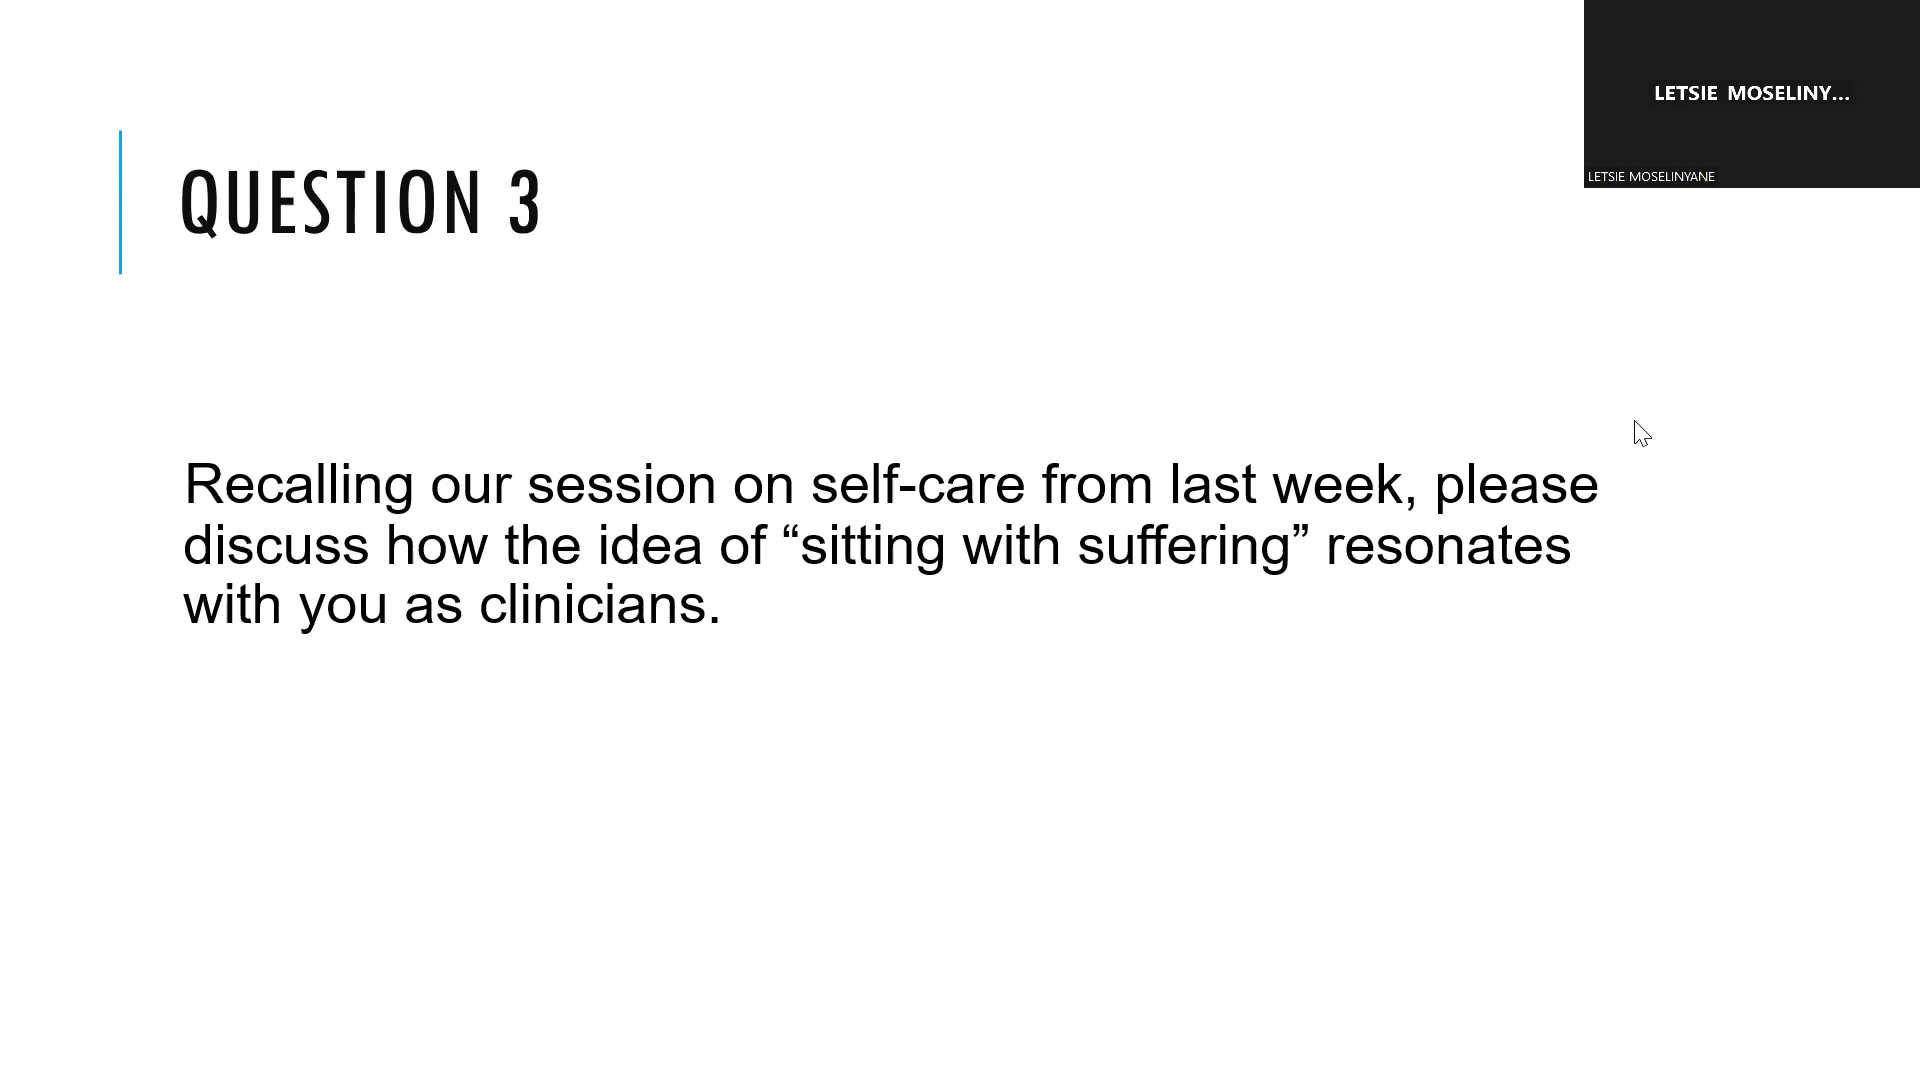 LETSIE MOSELINY...
LETSIE MOSELINYANE
QUESTION 3
Recalling our session on self-care from last week, please
discuss how the idea of “sitting with suffering” resonates
with you as clinicians.